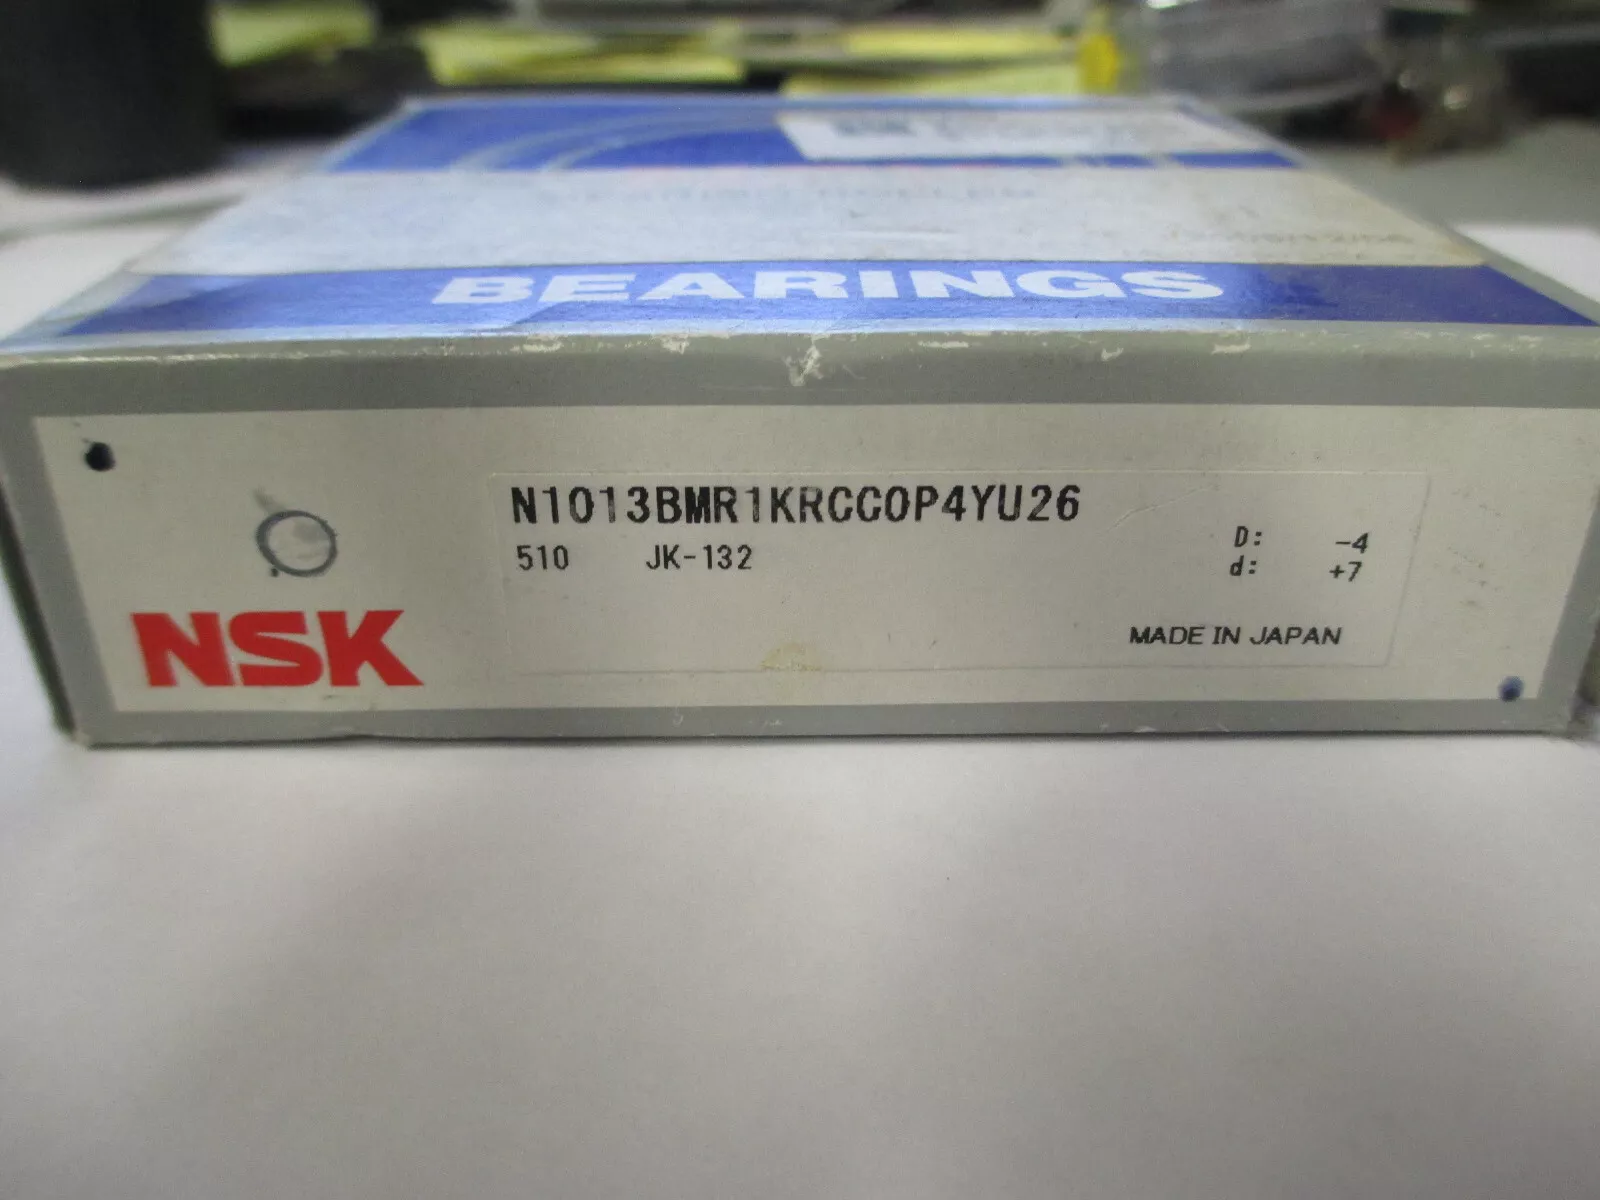 BEARINGS
N1013BMR1KRCC0P4YU26
510 JK-132
D: -4
d: +7
NSK
MADE IN JAPAN